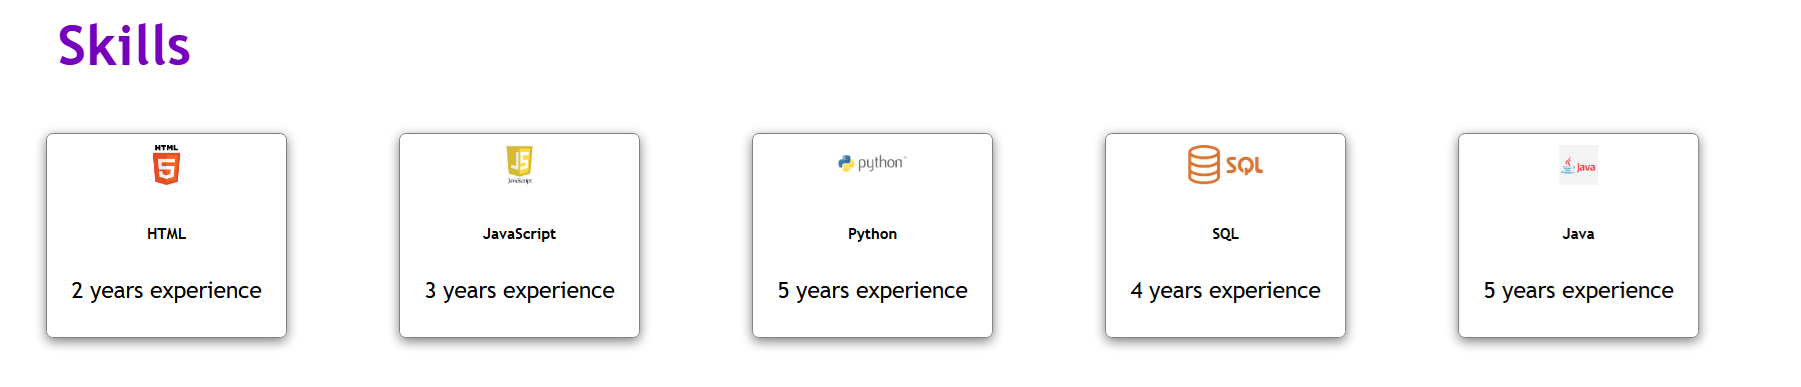 Skills
HTML
5
JS
JavaScript
python
SQL
Java
HTML
JavaScript
Python
SQL
Java
2 years experience
3 years experience
5 years experience
4 years experience
5 years experience